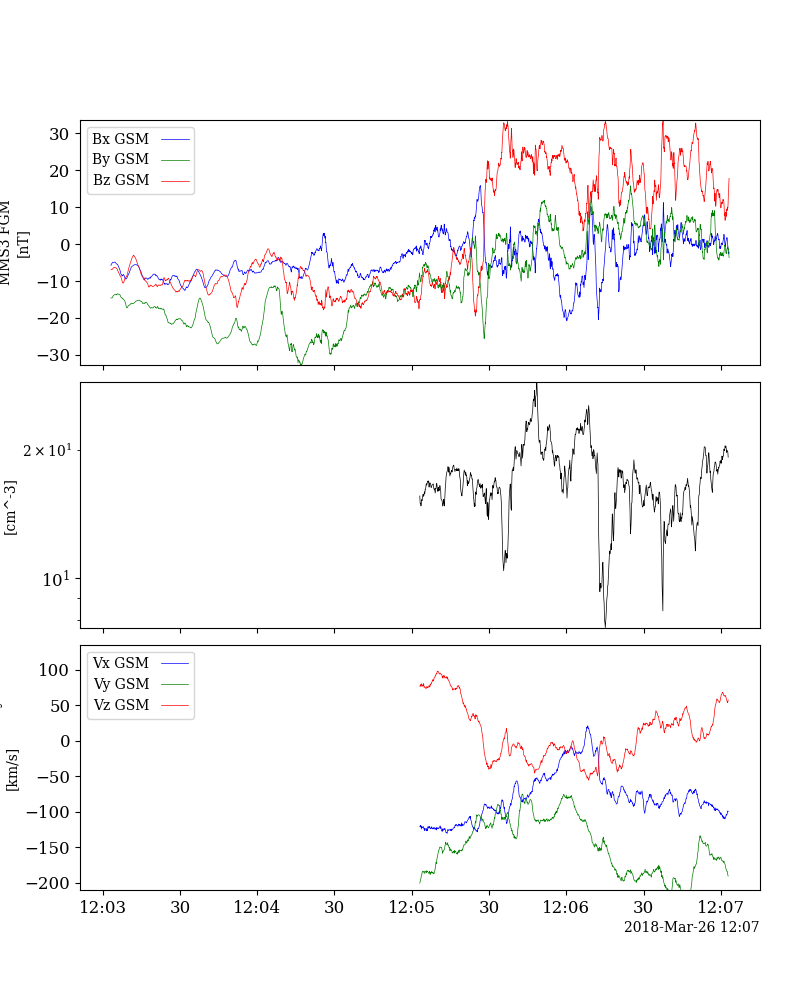 MMS3 FGM
[nT]
30
20
10
0
−10
−20
−30
Bx GSM
By GSM
Bz GSM
[cm^-3]
2×10¹
10¹
[km/s]
100
50
0
−50
−100
−150
−200
Vx GSM
Vy GSM
Vz GSM
12:03 30 12:04 30 12:05 30 12:06 30 12:07
2018-Mar-26 12:07